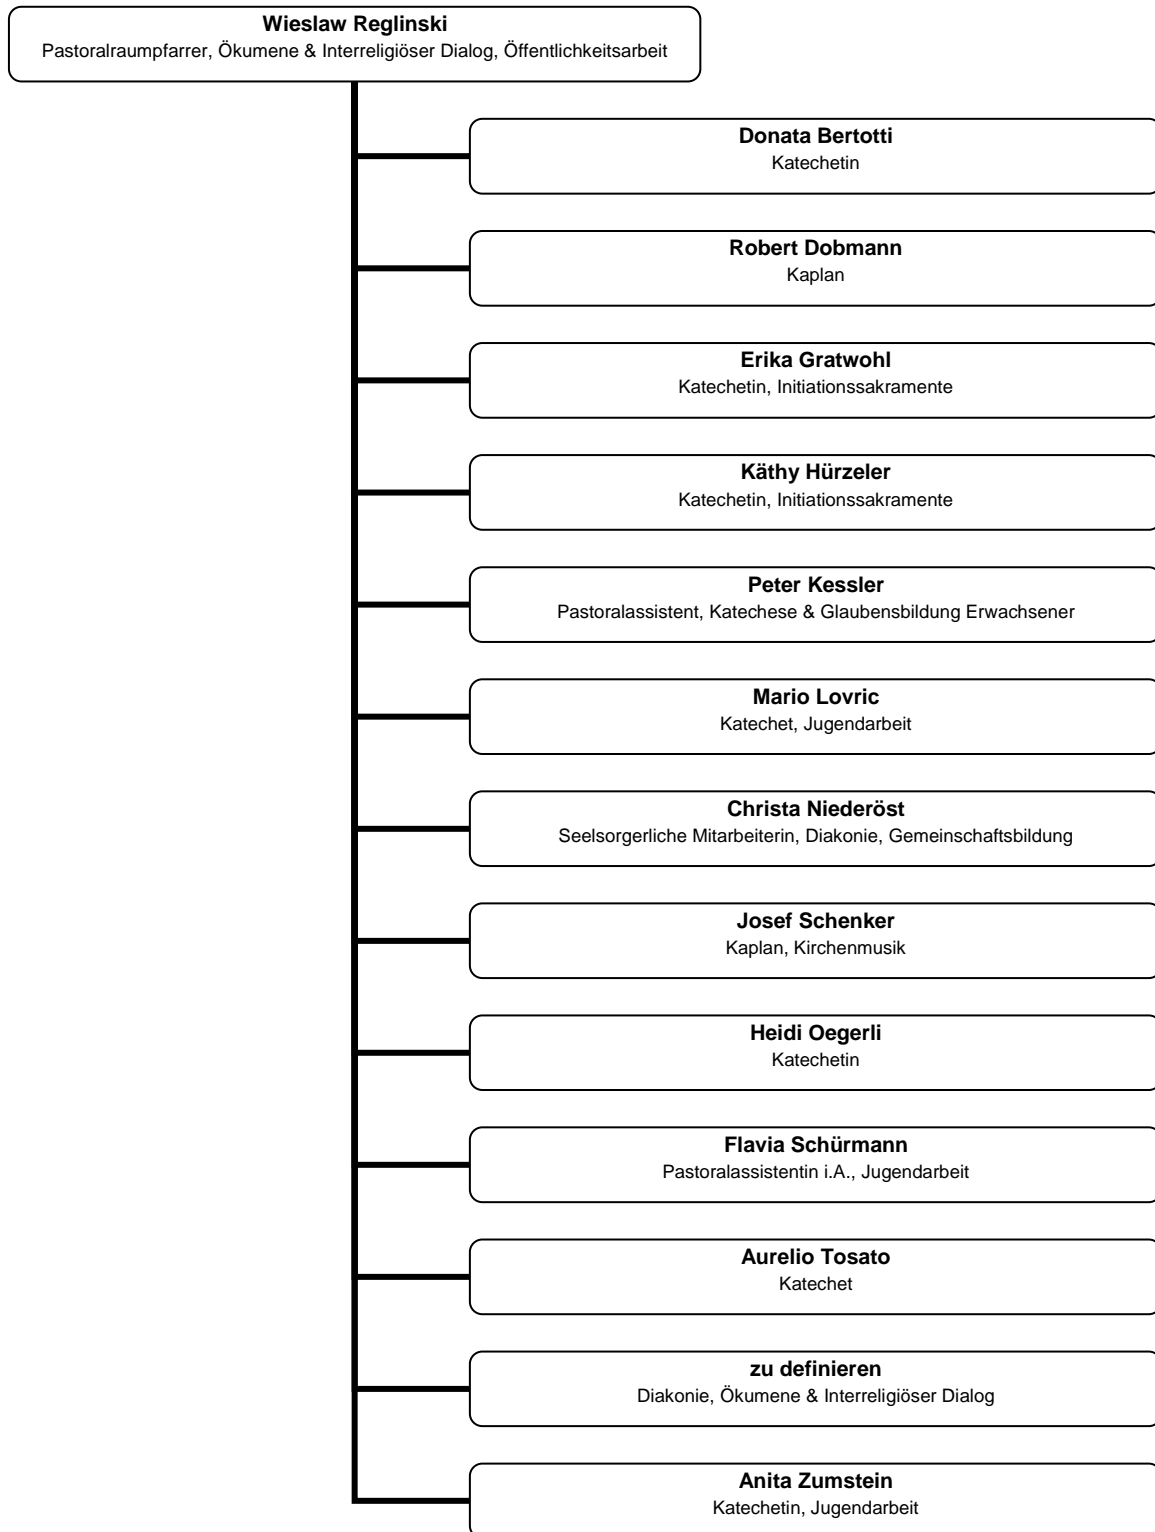 Wieslaw Reglinski
Pastoralraumpfarrer, Ökumene & Interreligiöser Dialog, Öffentlichkeitsarbeit
Donata Bertotti
Katechetin
Robert Dobmann
Kaplan
Erika Gratwohl
Katechetin, Initiationssakramente
Käthy Hürzeler
Katechetin, Initiationssakramente
Peter Kessler
Pastoralassistent, Katechese & Glaubensbildung Erwachsener
Mario Lovric
Katechet, Jugendarbeit
Christa Niederöst
Seelsorgerliche Mitarbeiterin, Diakonie, Gemeinschaftsbildung
Josef Schenker
Kaplan, Kirchenmusik
Heidi Oegerli
Katechetin
Flavia Schürmann
Pastoralassistentin i.A., Jugendarbeit
Aurelio Tosato
Katechet
zu definieren
Diakonie, Ökumene & Interreligiöser Dialog
Anita Zumstein
Katechetin, Jugendarbeit